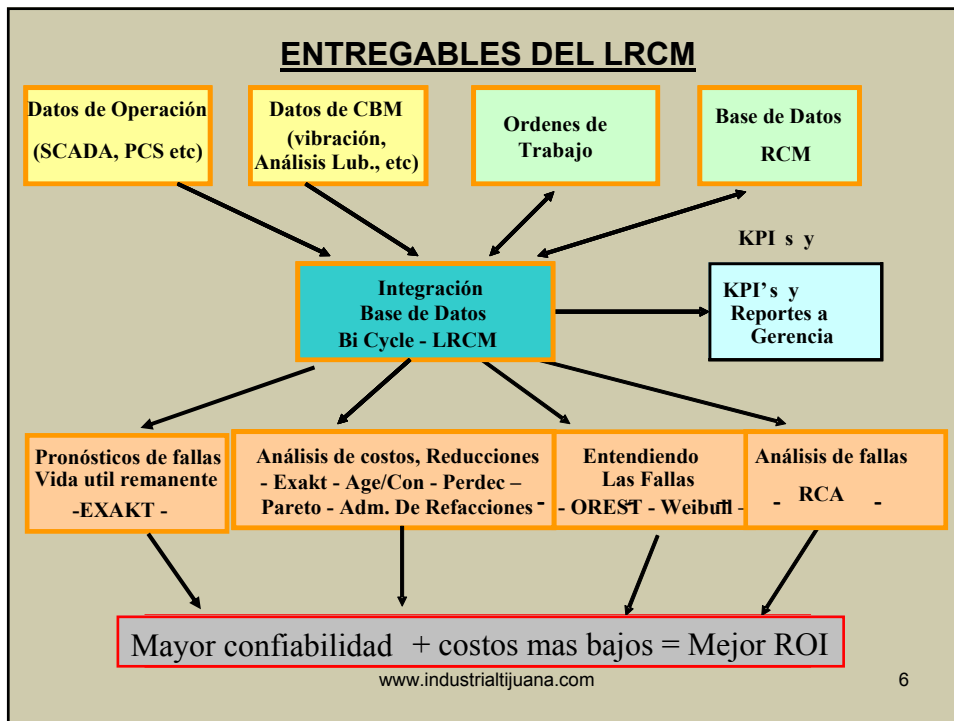 ENTREGABLES DEL LRCM
Datos de Operación
(SCADA, PCS etc)
Datos de CBM
(vibración,
Análisis Lub., etc)
Ordenes de
Trabajo
Base de Datos
RCM
KPI s y
Integración
Base de Datos
Bi Cycle - LRCM
KPI's y
Reportes a
Gerencia
Pronósticos de fallas
Vida util remanente
-EXAKT -
Análisis de costos, Reducciones
- Exakt - Age/Con - Perdec –
Pareto - Adm. De Refacciones -
Entendiendo
Las Fallas
- OREST - Weibull -
Análisis de fallas
- RCA -
Mayor confiabilidad + costos mas bajos = Mejor ROI
www.industrialtijuana.com
6